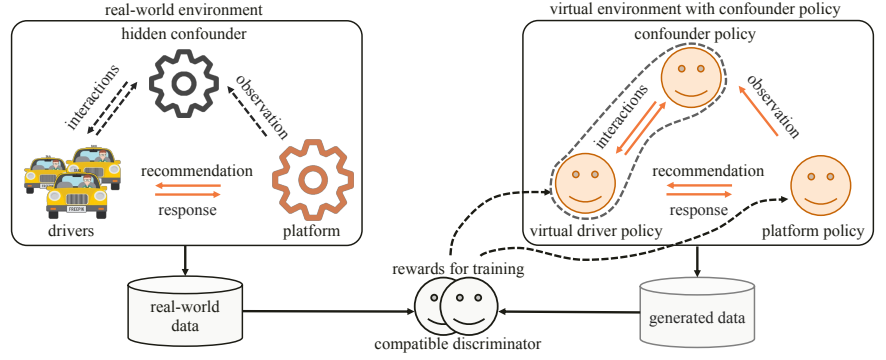 real-world environment
hidden confounder
interactions
observation
recommendation
response
FREEPIK
drivers
platform
virtual environment with confounder policy
confounder policy
interactions
observation
recommendation
response
virtual driver policy
platform policy
rewards for training
real-world
data
generated data
compatible discriminator